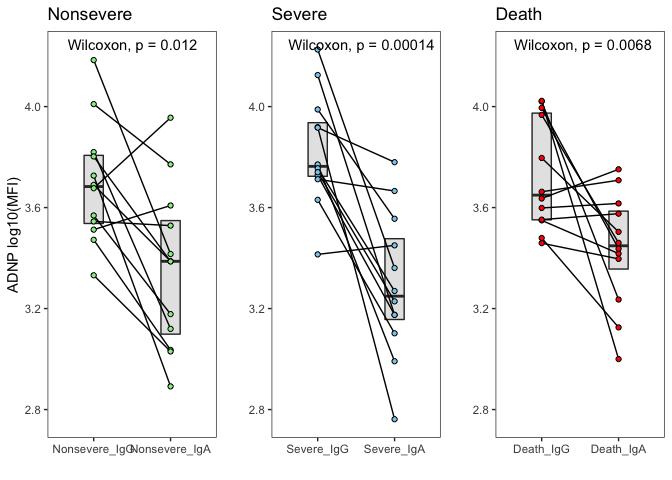 Nonsevere
Severe
Death
Wilcoxon, p = 0.012
Wilcoxon, p = 0.00014
Wilcoxon, p = 0.0068
ADNP log10(MFI)
4.0
3.6
3.2
2.8
4.0
3.6
3.2
2.8
4.0
3.6
3.2
2.8
Nonsevere_IgG
Nonsevere_IgA
Severe_IgG
Severe_IgA
Death_IgG
Death_IgA